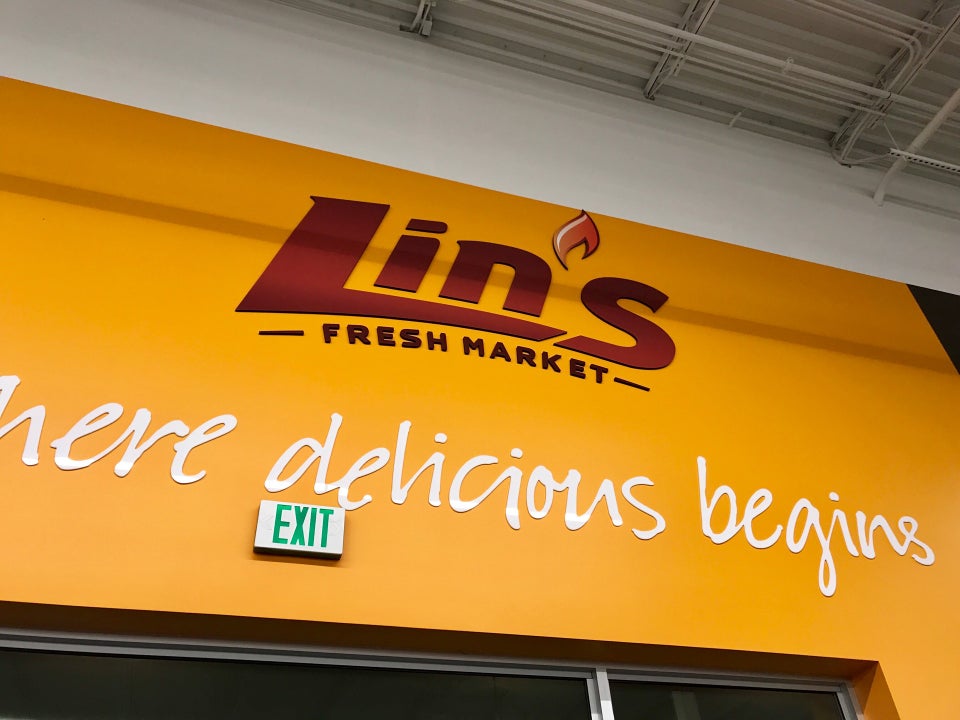 Lin's
FRESH MARKET
here delicious begins
EXIT